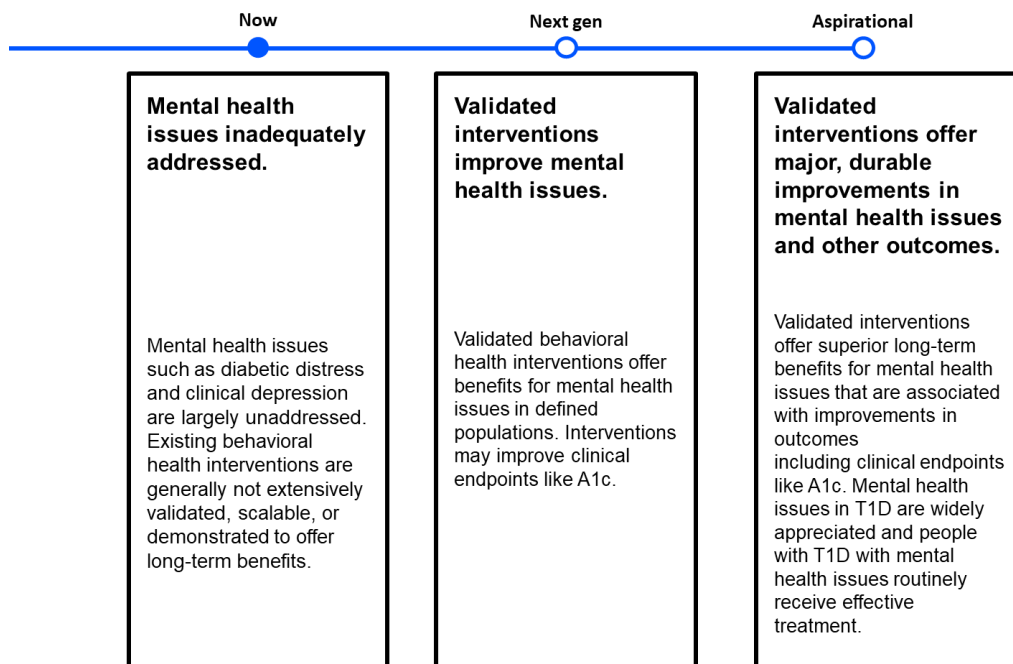 Now
Next gen
Aspirational
Mental health
issues inadequately
addressed.
Mental health issues
such as diabetic distress
and clinical depression
are largely unaddressed.
Existing behavioral
health interventions are
generally not extensively
validated, scalable, or
demonstrated to offer
long-term benefits.
Validated
interventions
improve mental
health issues.
Validated behavioral
health interventions offer
benefits for mental health
issues in defined
populations. Interventions
may improve clinical
endpoints like A1c.
Validated
interventions offer
major, durable
improvements in
mental health issues
and other outcomes.
Validated interventions
offer superior long-term
benefits for mental health
issues that are associated
with improvements in
outcomes
including clinical endpoints
like A1c. Mental health
issues in T1D are widely
appreciated and people
with T1D with mental
health issues routinely
receive effective
treatment.